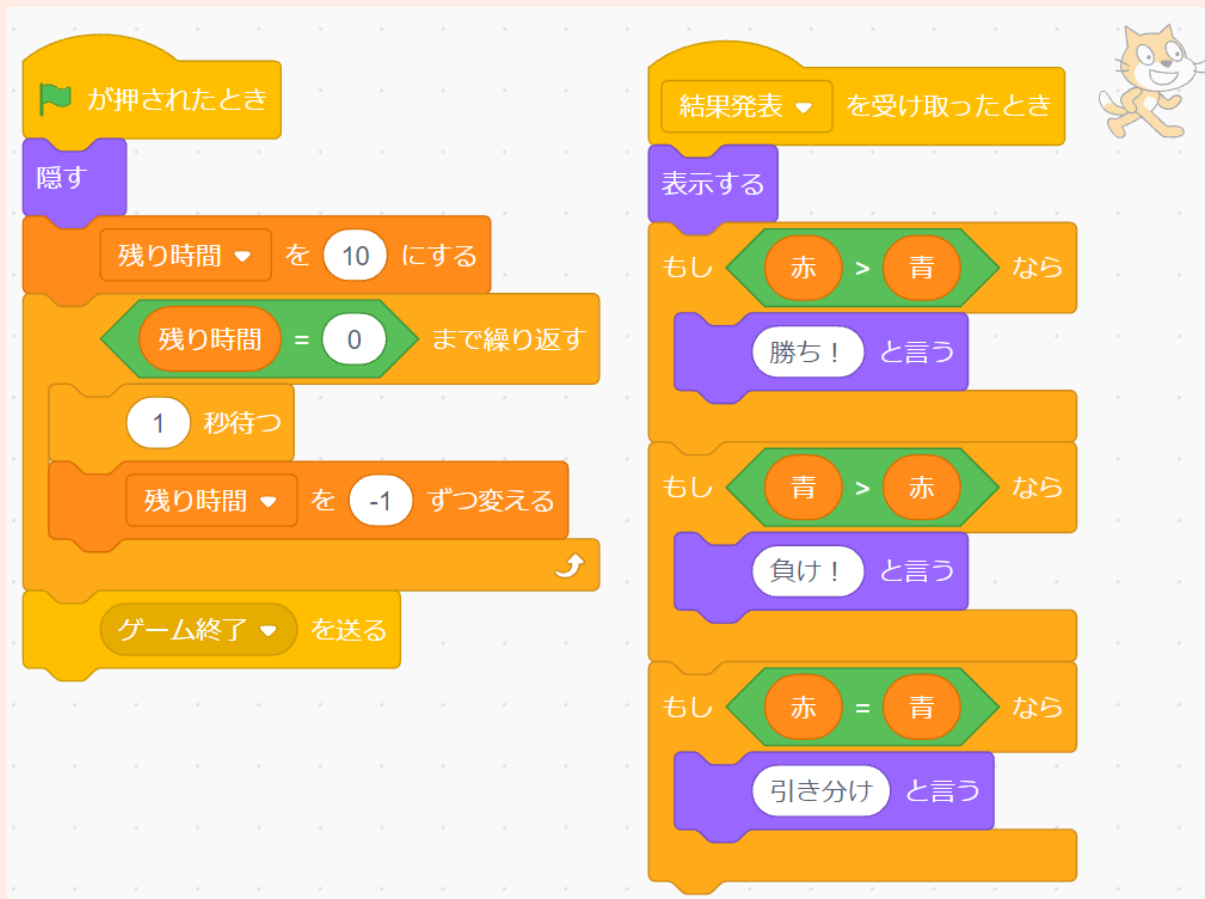 が押されたとき
隠す
残り時間 を 10 にする
残り時間 = 0 まで繰り返す
1 秒待つ
残り時間 を -1 ずつ変える
ゲーム終了 を送る
結果発表 を受け取ったとき
表示する
もし 赤 > 青 なら
勝ち！ と言う
もし 青 > 赤 なら
負け！ と言う
もし 赤 = 青 なら
引き分け と言う